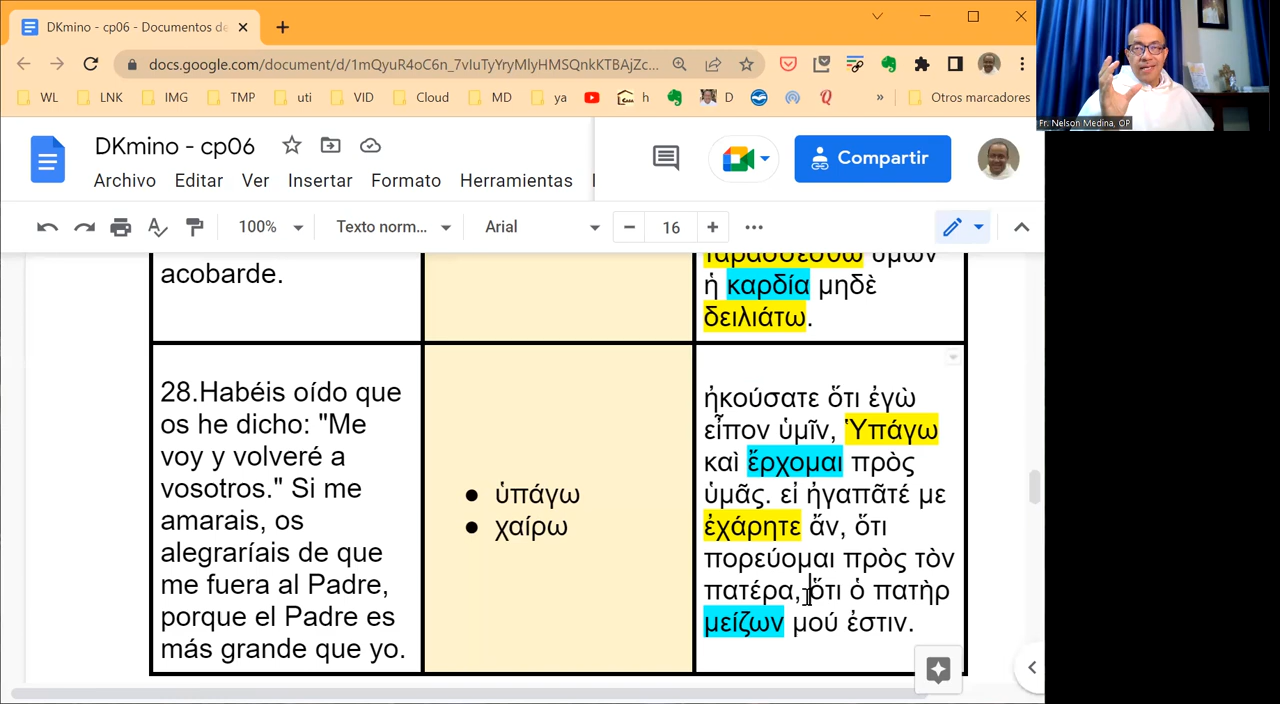 DKmino - cp06 - Documentos de
docs.google.com/document/d/1mQyuR4oC6n_7vIuTyYryMlyHMSQnkKTBAjZc...
WL LNK IMG TMP uti VID Cloud MD ya h D » Otros marcadores
Fr. Nelson Medina, OP
DKmino - cp06
Compartir
Archivo Editar Ver Insertar Formato Herramientas
100% Texto norm... Arial 16
acobarde.
ταρασσέσθω ὑμῶν
ἡ καρδία μηδὲ
δειλιάτω.
28.Habéis oído que
os he dicho: "Me
voy y volveré a
vosotros." Si me
amarais, os
alegraríais de que
me fuera al Padre,
porque el Padre es
más grande que yo.
● ὑπάγω
● χαίρω
ἠκούσατε ὅτι ἐγὼ
εἶπον ὑμῖν, Ὑπάγω
καὶ ἔρχομαι πρὸς
ὑμᾶς. εἰ ἠγαπᾶτέ με
ἐχάρητε ἄν, ὅτι
πορεύομαι πρὸς τὸν
πατέρα, ὅτι ὁ πατὴρ
μείζων μού ἐστιν.